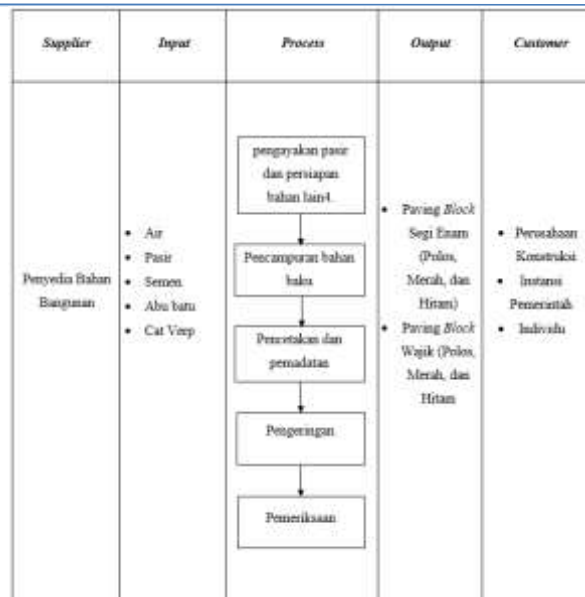 Supplier
Input
Process
Output
Customer
Penyedia Bahan
Bangunan
• Air
• Pasir
• Semen
• Abu batu
• Cat Verp
pengayakan pasir
dan persiapan
bahan lain4.
Pencampuran bahan
baku
Pencetakan dan
pemadatan
Pengeringan
Pemeriksaan
• Paving Block
Segi Enam
(Polos,
Merah, dan
Hitam)
• Paving Block
Wajik (Polos,
Merah, dan
Hitam
• Perusahaan
Konstruksi
• Instansi
Pemerintah
• Individu